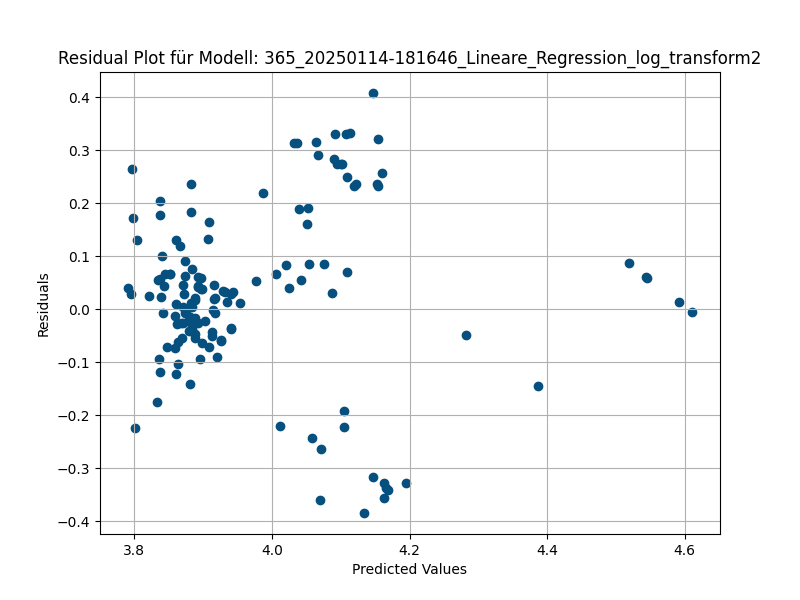 Residual Plot für Modell: 365_20250114-181646_Lineare_Regression_log_transform2
0.4
0.3
0.2
0.1
0.0
−0.1
−0.2
−0.3
−0.4
Residuals
3.8 4.0 4.2 4.4 4.6
Predicted Values